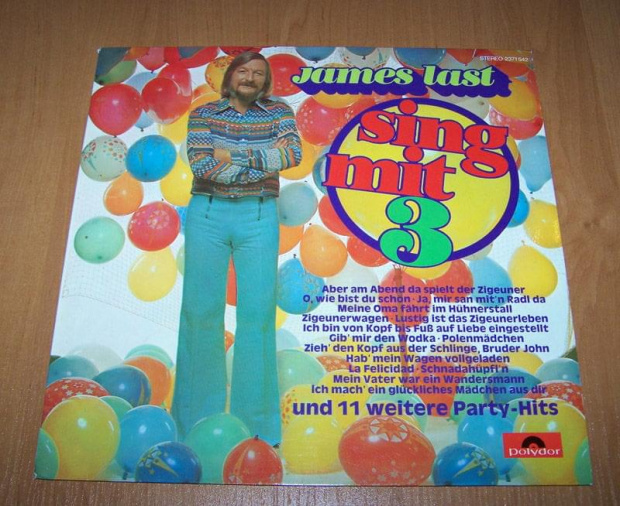 STEREO 2371 542
james last
sing
mit
3
Aber am Abend da spielt der Zigeuner
O, wie bist du schön · Ja, mir san mit'n Radl da
Meine Oma fährt im Hühnerstall
Zigeunerwagen · Lustig ist das Zigeunerleben
Ich bin von Kopf bis Fuß auf Liebe eingestellt
Gib' mir den Wodka · Polenmädchen
Zieh' den Kopf aus der Schlinge, Bruder John
Hab' mein Wagen vollgeladen
La Felicidad · Schnadahüpfl'n
Mein Vater war ein Wandersmann
Ich mach' ein glückliches Mädchen aus dir
und 11 weitere Party-Hits
Polydor